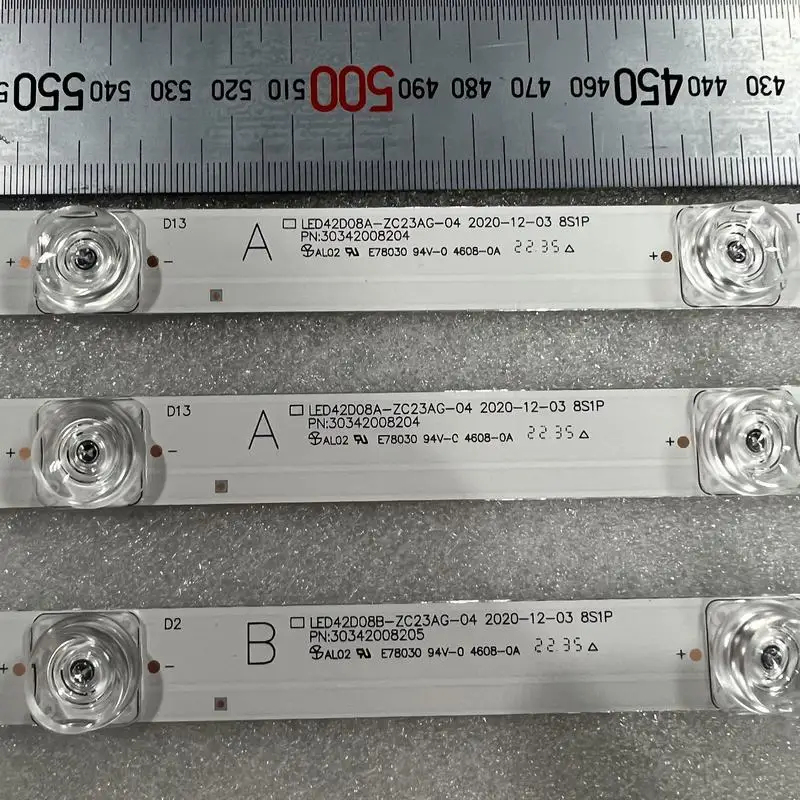 550 540 530 520 510 500 490 480 470 460 450 440 430
D13
A
LED42D08A-ZC23AG-04 2020-12-03 8S1P
PN:30342008204
AL02 E78030 94V-0 4608-0A 22.35
+ - +
D13
A
LED42D08A-ZC23AG-04 2020-12-03 8S1P
PN:30342008204
AL02 E78030 94V-0 4608-0A 22.35
+ - +
D2
B
LED42D08B-ZC23AG-04 2020-12-03 8S1P
PN:30342008205
AL02 E78030 94V-0 4608-0A 22.35
+ - +